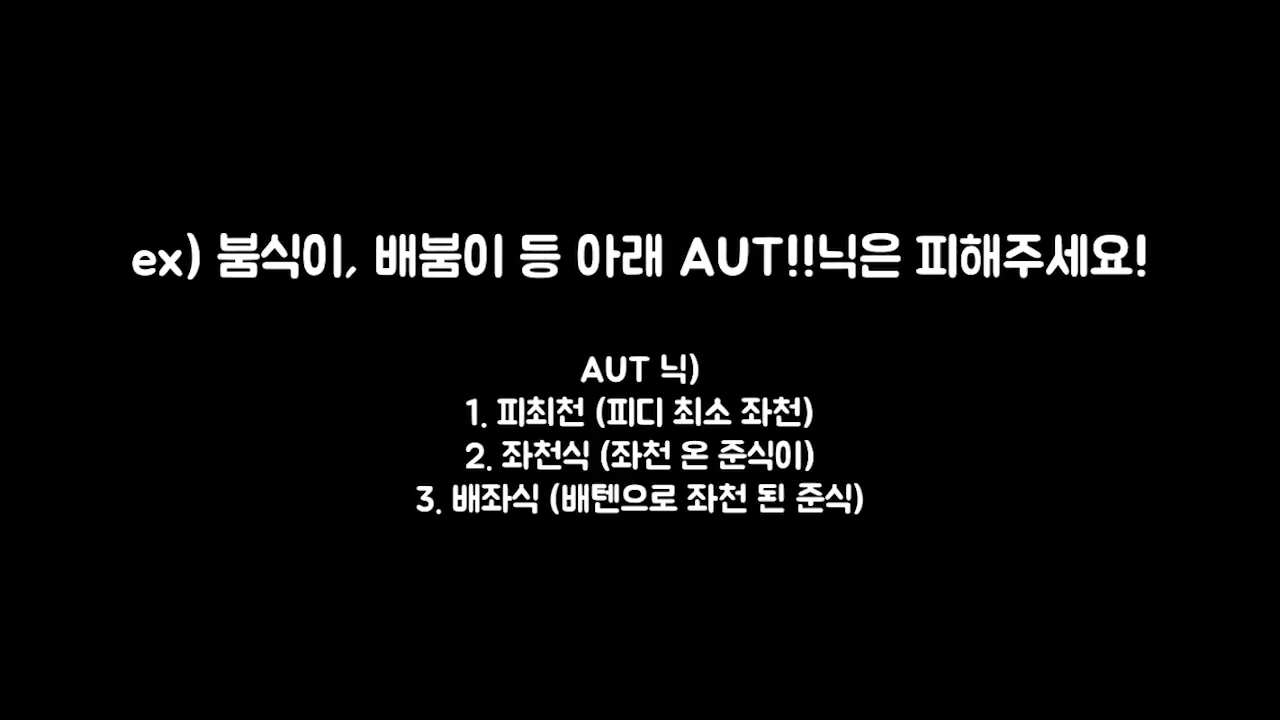 ex) 붐식이, 배붐이 등 아래 AUT!!닉은 피해주세요!
AUT 닉)
1. 피최천 (피디 최소 좌천)
2. 좌천식 (좌천 온 준식이)
3. 배좌식 (배텐으로 좌천 된 준식)